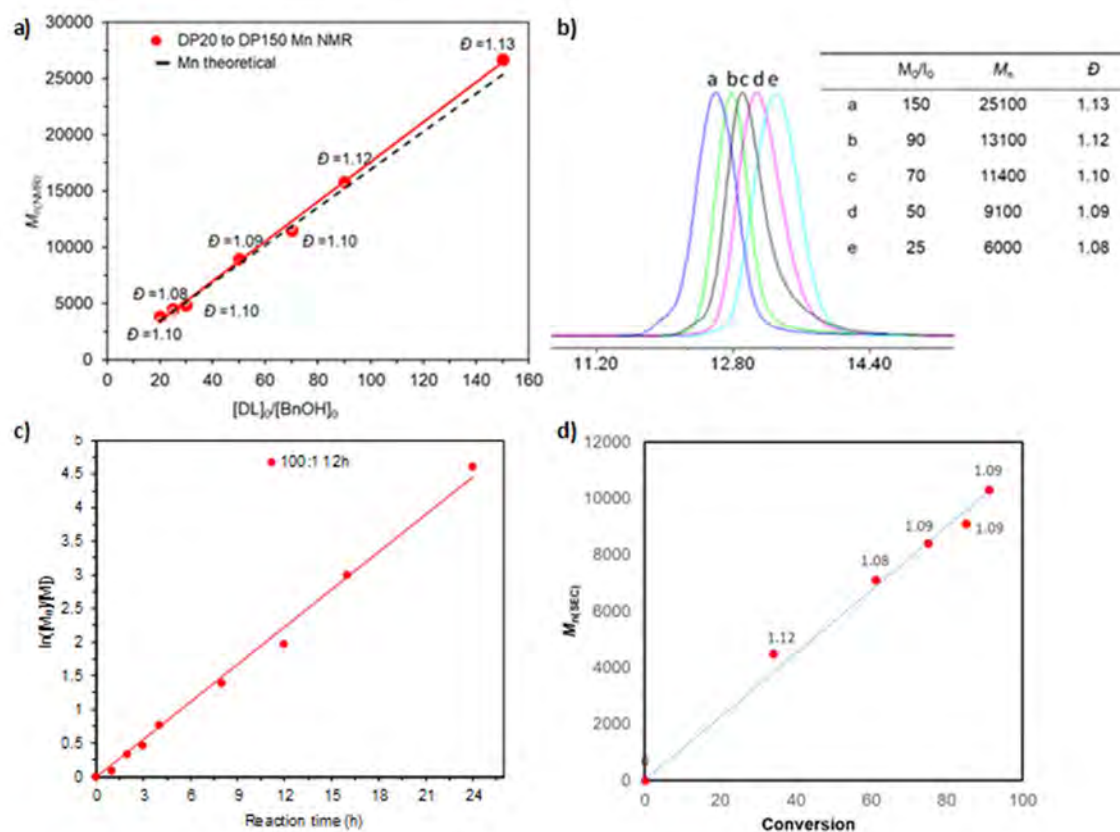 a)
30000
25000
20000
15000
10000
5000
0
DP20 to DP150 Mn NMR
Mn theoretical
Đ =1.13
Đ =1.12
Đ =1.09
Đ =1.10
Đ =1.08
Đ =1.10
Đ =1.10
0 20 40 60 80 100 120 140 160
[DL]₀/[BnOH]₀
b)
a b c d e
11.20 12.80 14.40
M₀/I₀ Mₙ Đ
a 150 25100 1.13
b 90 13100 1.12
c 70 11400 1.10
d 50 9100 1.09
e 25 6000 1.08
c)
5
4.5
4
3.5
3
2.5
2
1.5
1
0.5
0
ln([M₀]/[M])
0 3 6 9 12 15 18 21 24
Reaction time (h)
d)
12000
10000
8000
6000
4000
2000
0
Mn(SEC)
1.12
1.08
1.09
1.09
1.09
0 20 40 60 80 100
Conversion